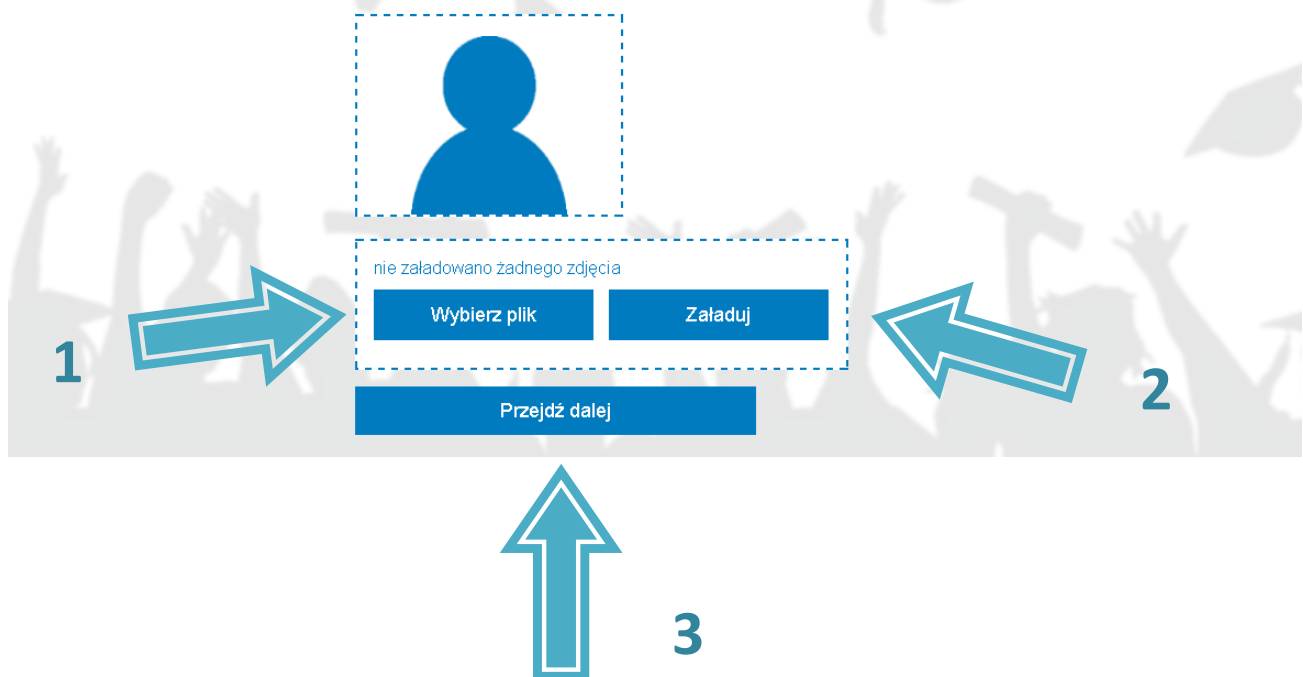 nie załadowano żadnego zdjęcia
Wybierz plik Załaduj
1
2
Przejdź dalej
3